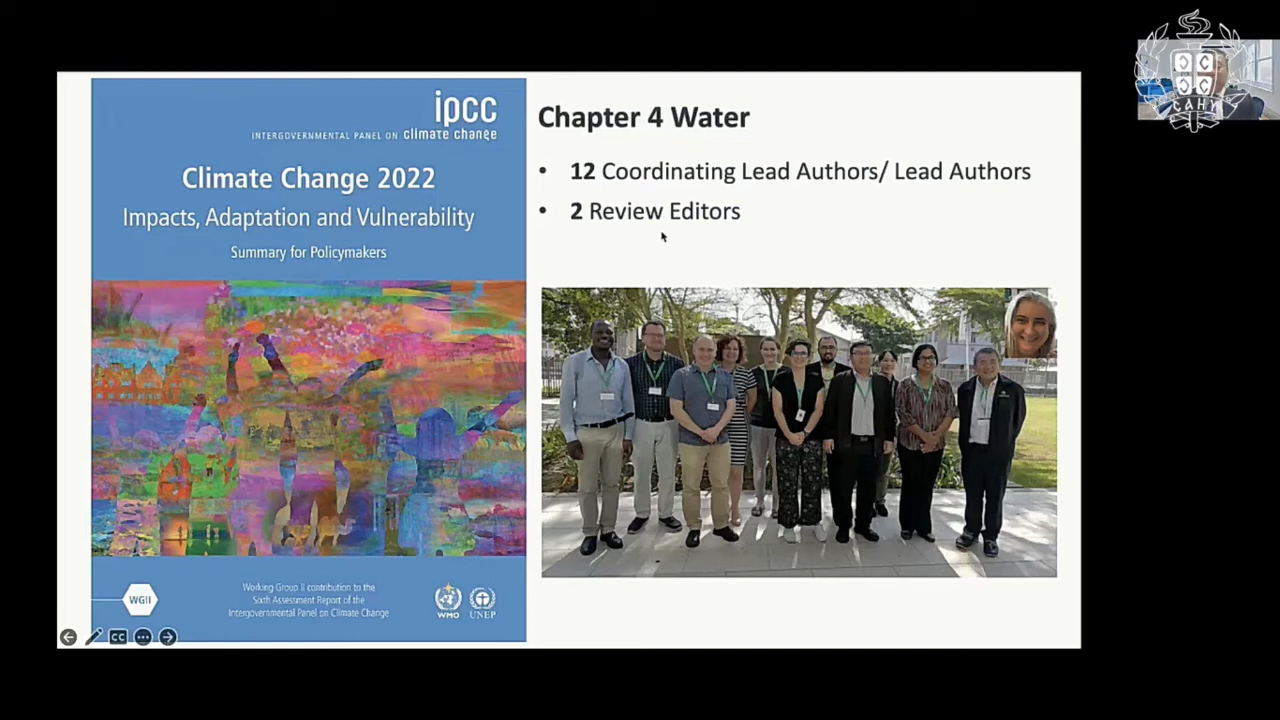 ipcc
INTERGOVERNMENTAL PANEL ON climate change
Climate Change 2022
Impacts, Adaptation and Vulnerability
Summary for Policymakers
WGII
Working Group II contribution to the
Sixth Assessment Report of the
Intergovernmental Panel on Climate Change
WMO
UNEP
CC
Chapter 4 Water
• 12 Coordinating Lead Authors/ Lead Authors
• 2 Review Editors
CAHK